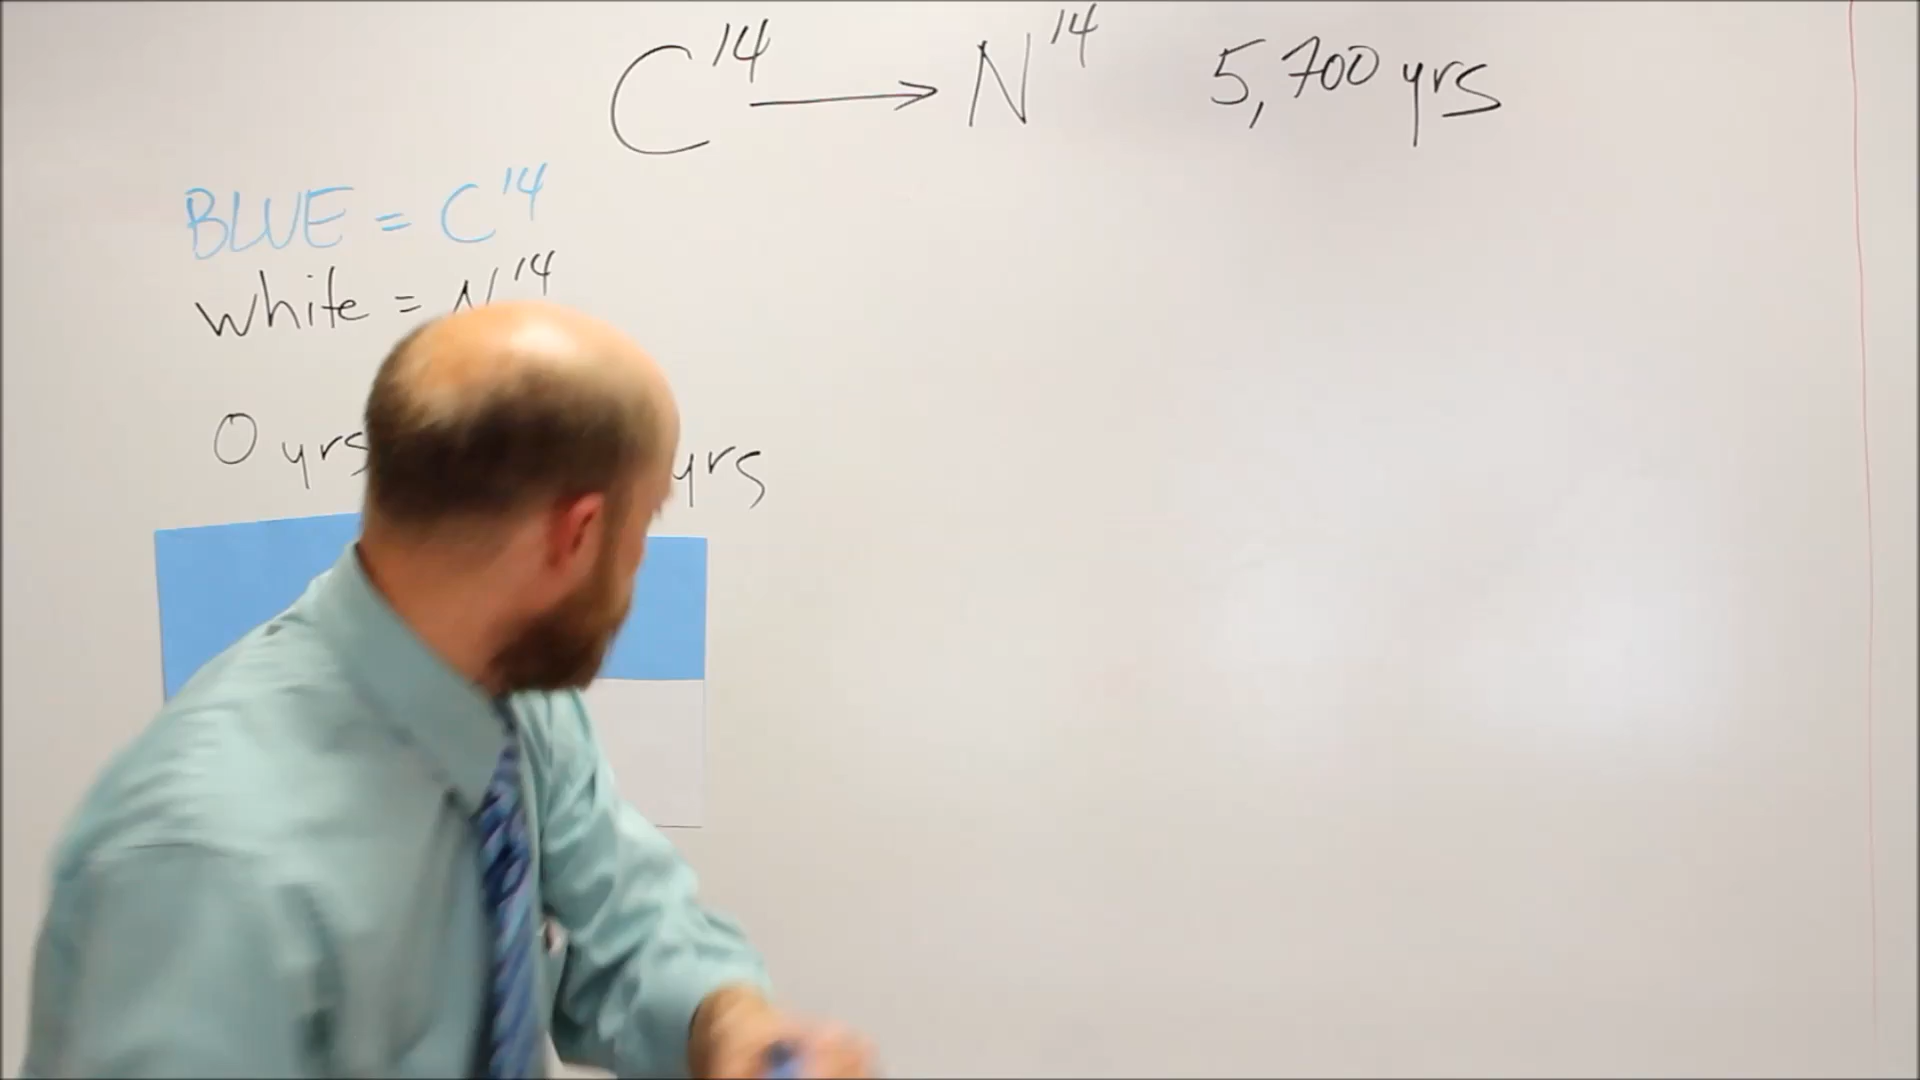 C14 → N14 5,700 yrs
BLUE = C14
white = N14
0 yrs yrs